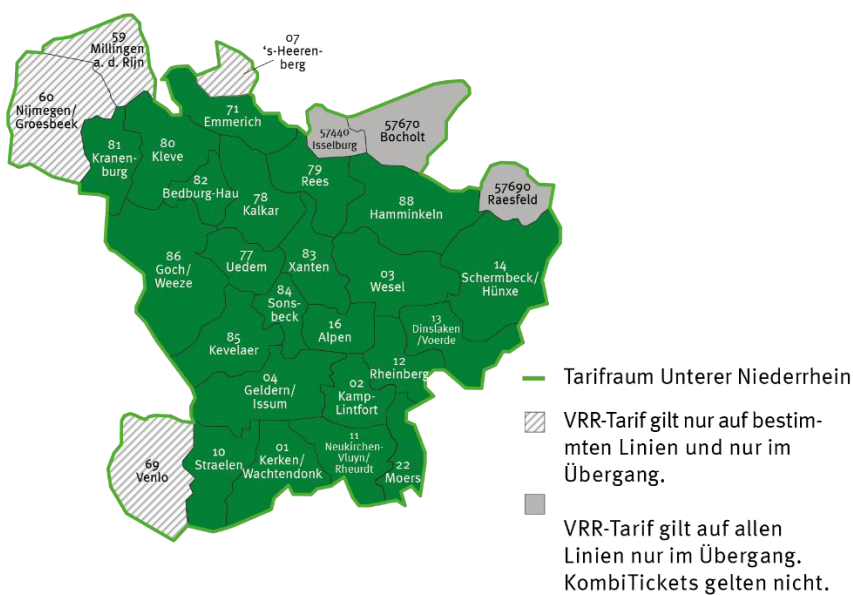 59
Millingen
a. d. Rijn
07
's-Heeren-
berg
60
Nijmegen/
Groesbeek
71
Emmerich
57440
Isselburg
57670
Bocholt
81
Kranen-
burg
80
Kleve
82
Bedburg-Hau
78
Kalkar
79
Rees
88
Hamminkeln
57690
Raesfeld
86
Goch/
Weeze
77
Uedem
83
Xanten
03
Wesel
14
Schermbeck/
Hünxe
84
Sons-
beck
85
Kevelaer
16
Alpen
13
Dinslaken
/Voerde
12
Rheinberg
04
Geldern/
Issum
02
Kamp-
Lintfort
69
Venlo
10
Straelen
01
Kerken/
Wachtendonk
11
Neukirchen-
Vluyn/
Rheurdt
22
Moers
Tarifraum Unterer Niederrhein
VRR-Tarif gilt nur auf bestim-
mten Linien und nur im
Übergang.
VRR-Tarif gilt auf allen
Linien nur im Übergang.
KombiTickets gelten nicht.